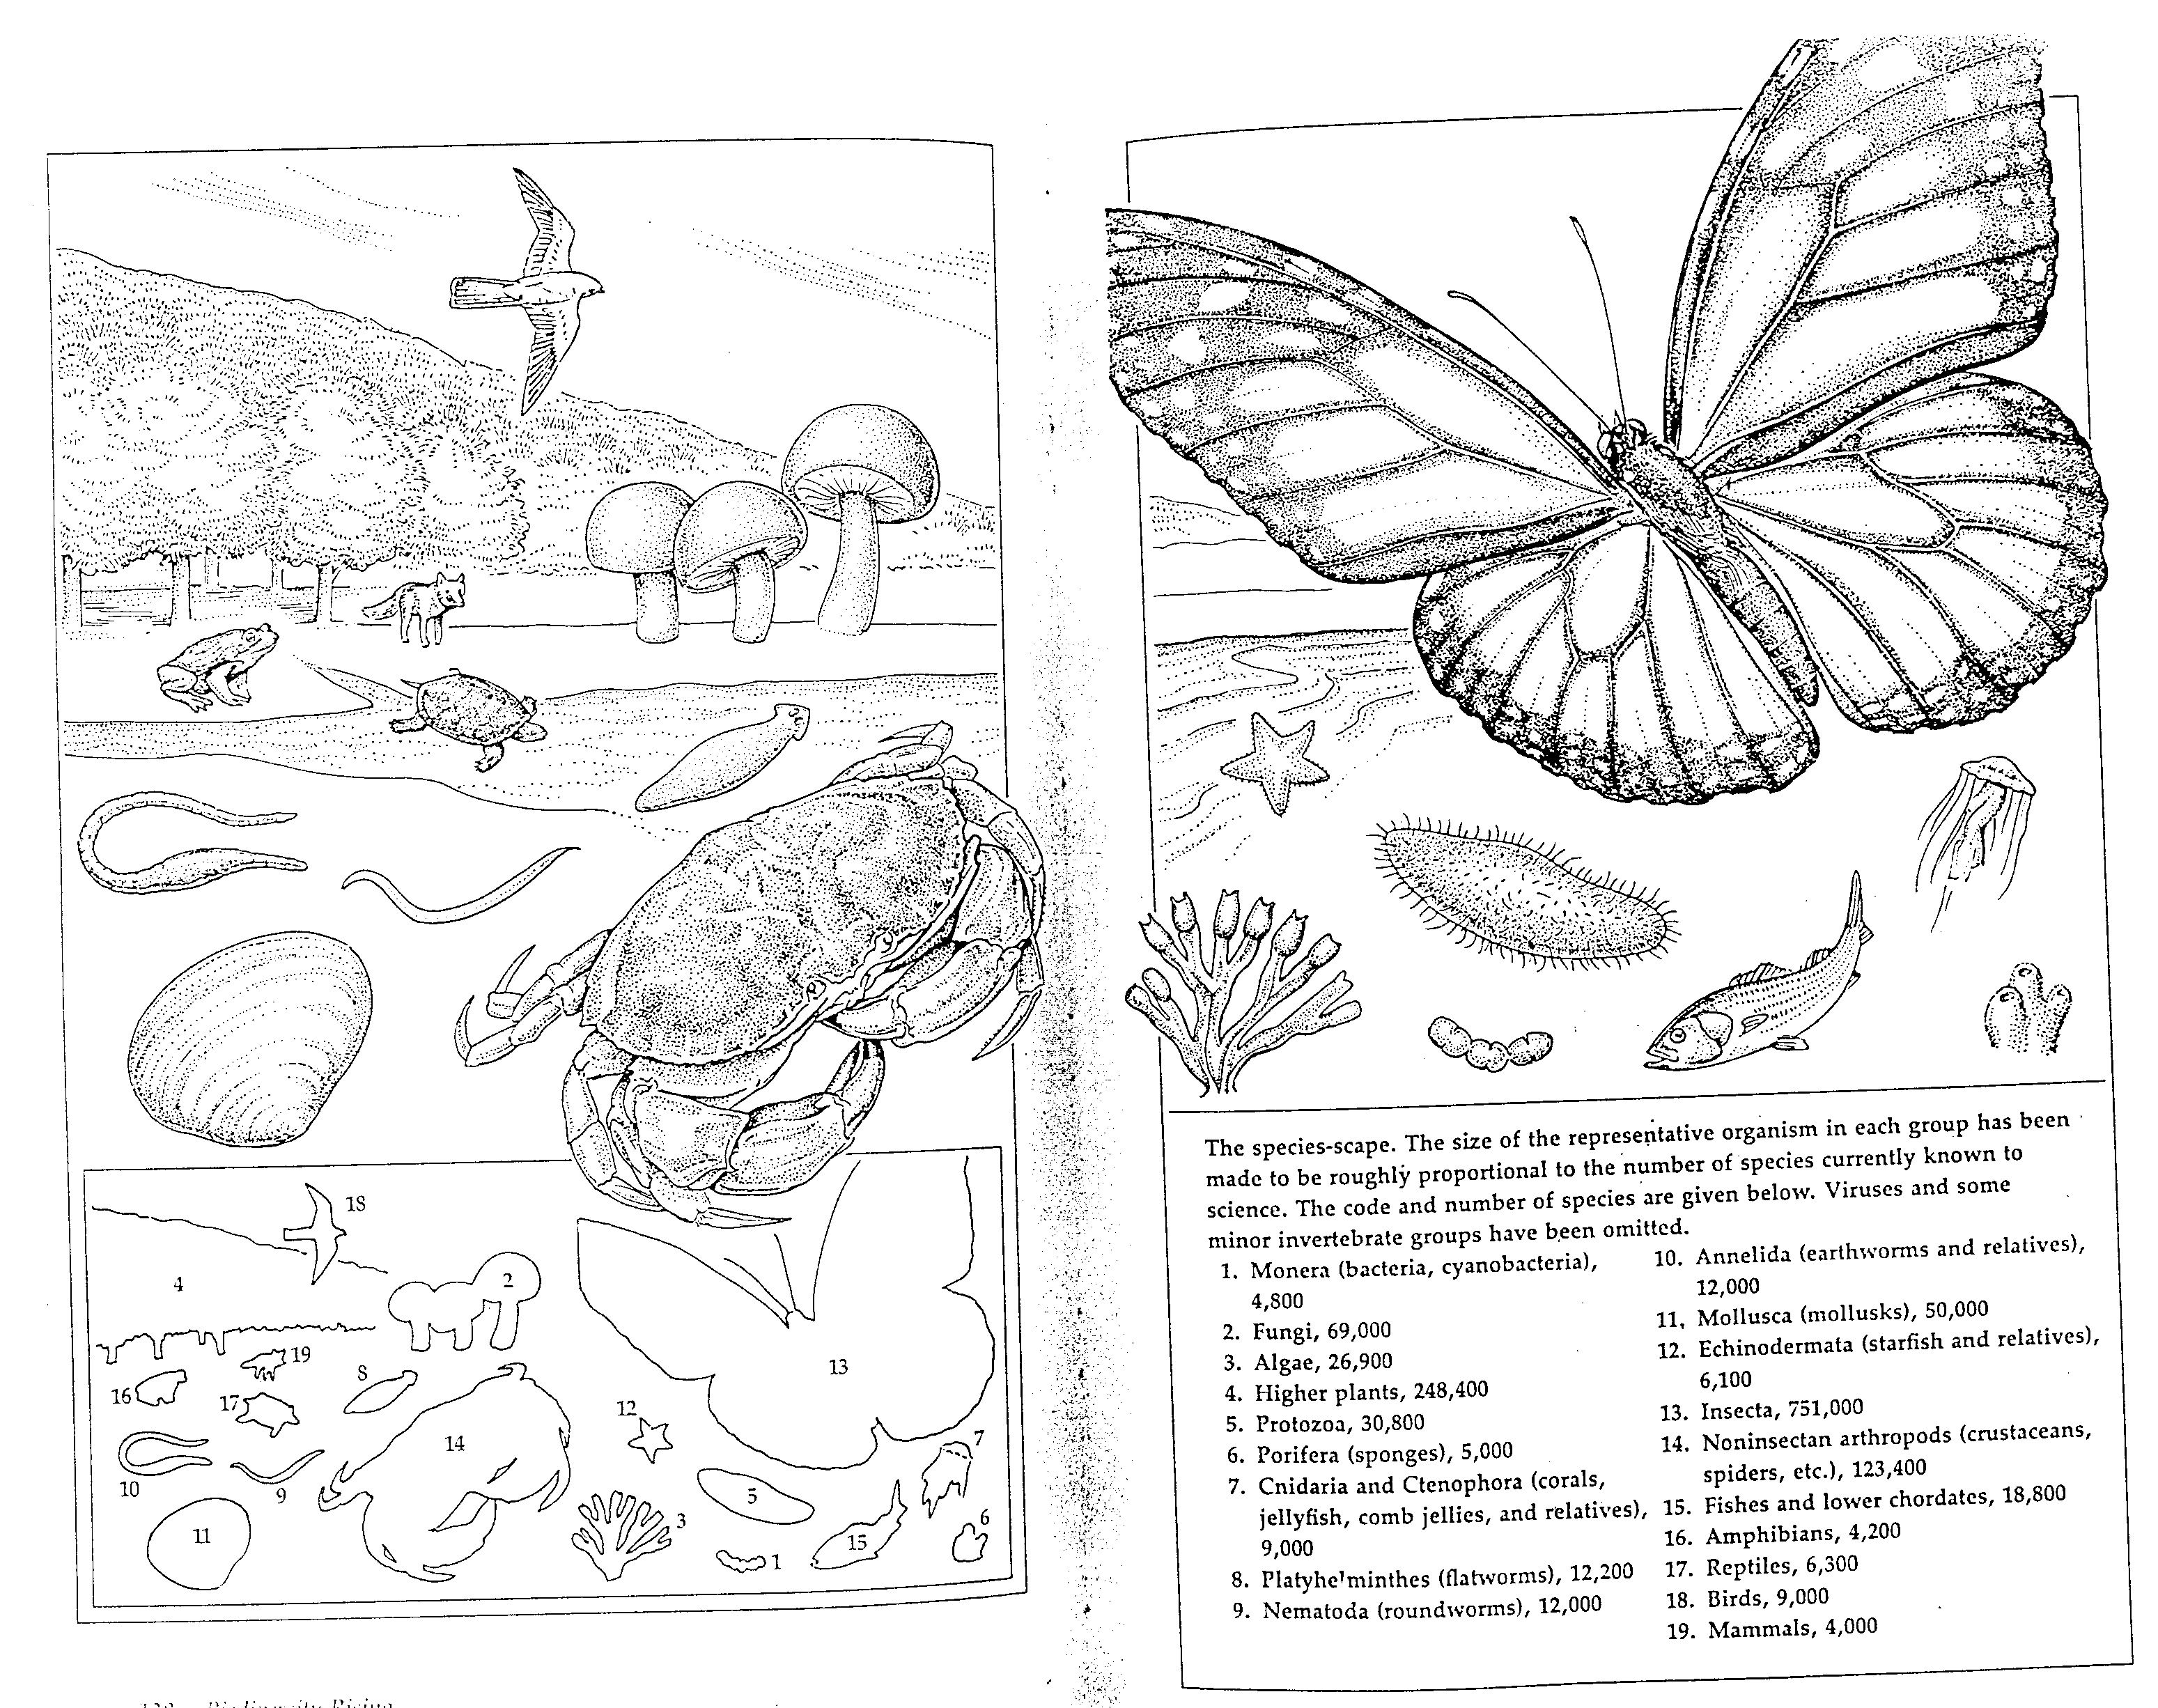 18
4
2
19
16
17
8
10
9
14
11
12
13
7
5
3
15
6
1
The species-scape. The size of the representative organism in each group has been
made to be roughly proportional to the number of species currently known to
science. The code and number of species are given below. Viruses and some
minor invertebrate groups have been omitted.
1. Monera (bacteria, cyanobacteria),
4,800
2. Fungi, 69,000
3. Algae, 26,900
4. Higher plants, 248,400
5. Protozoa, 30,800
6. Porifera (sponges), 5,000
7. Cnidaria and Ctenophora (corals,
jellyfish, comb jellies, and relatives),
9,000
8. Platyhelminthes (flatworms), 12,200
9. Nematoda (roundworms), 12,000
10. Annelida (earthworms and relatives),
12,000
11. Mollusca (mollusks), 50,000
12. Echinodermata (starfish and relatives),
6,100
13. Insecta, 751,000
14. Noninsectan arthropods (crustaceans,
spiders, etc.), 123,400
15. Fishes and lower chordates, 18,800
16. Amphibians, 4,200
17. Reptiles, 6,300
18. Birds, 9,000
19. Mammals, 4,000